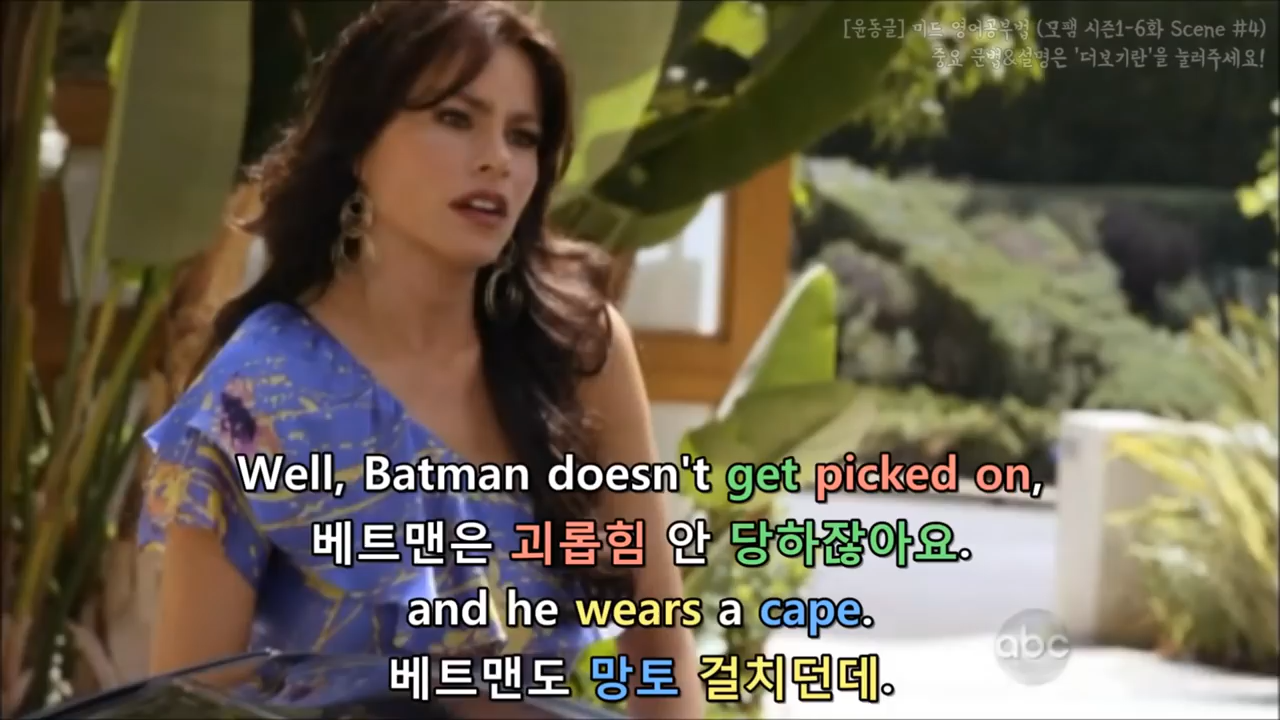 [윤동글] 미드 영어공부법 (모팸 시즌1-6화 Scene #4)
중요 문법&설명은 '더보기란'을 눌러주세요!
Well, Batman doesn't get picked on,
베트맨은 괴롭힘 안 당하잖아요.
and he wears a cape.
베트맨도 망토 걸치던데.
abc